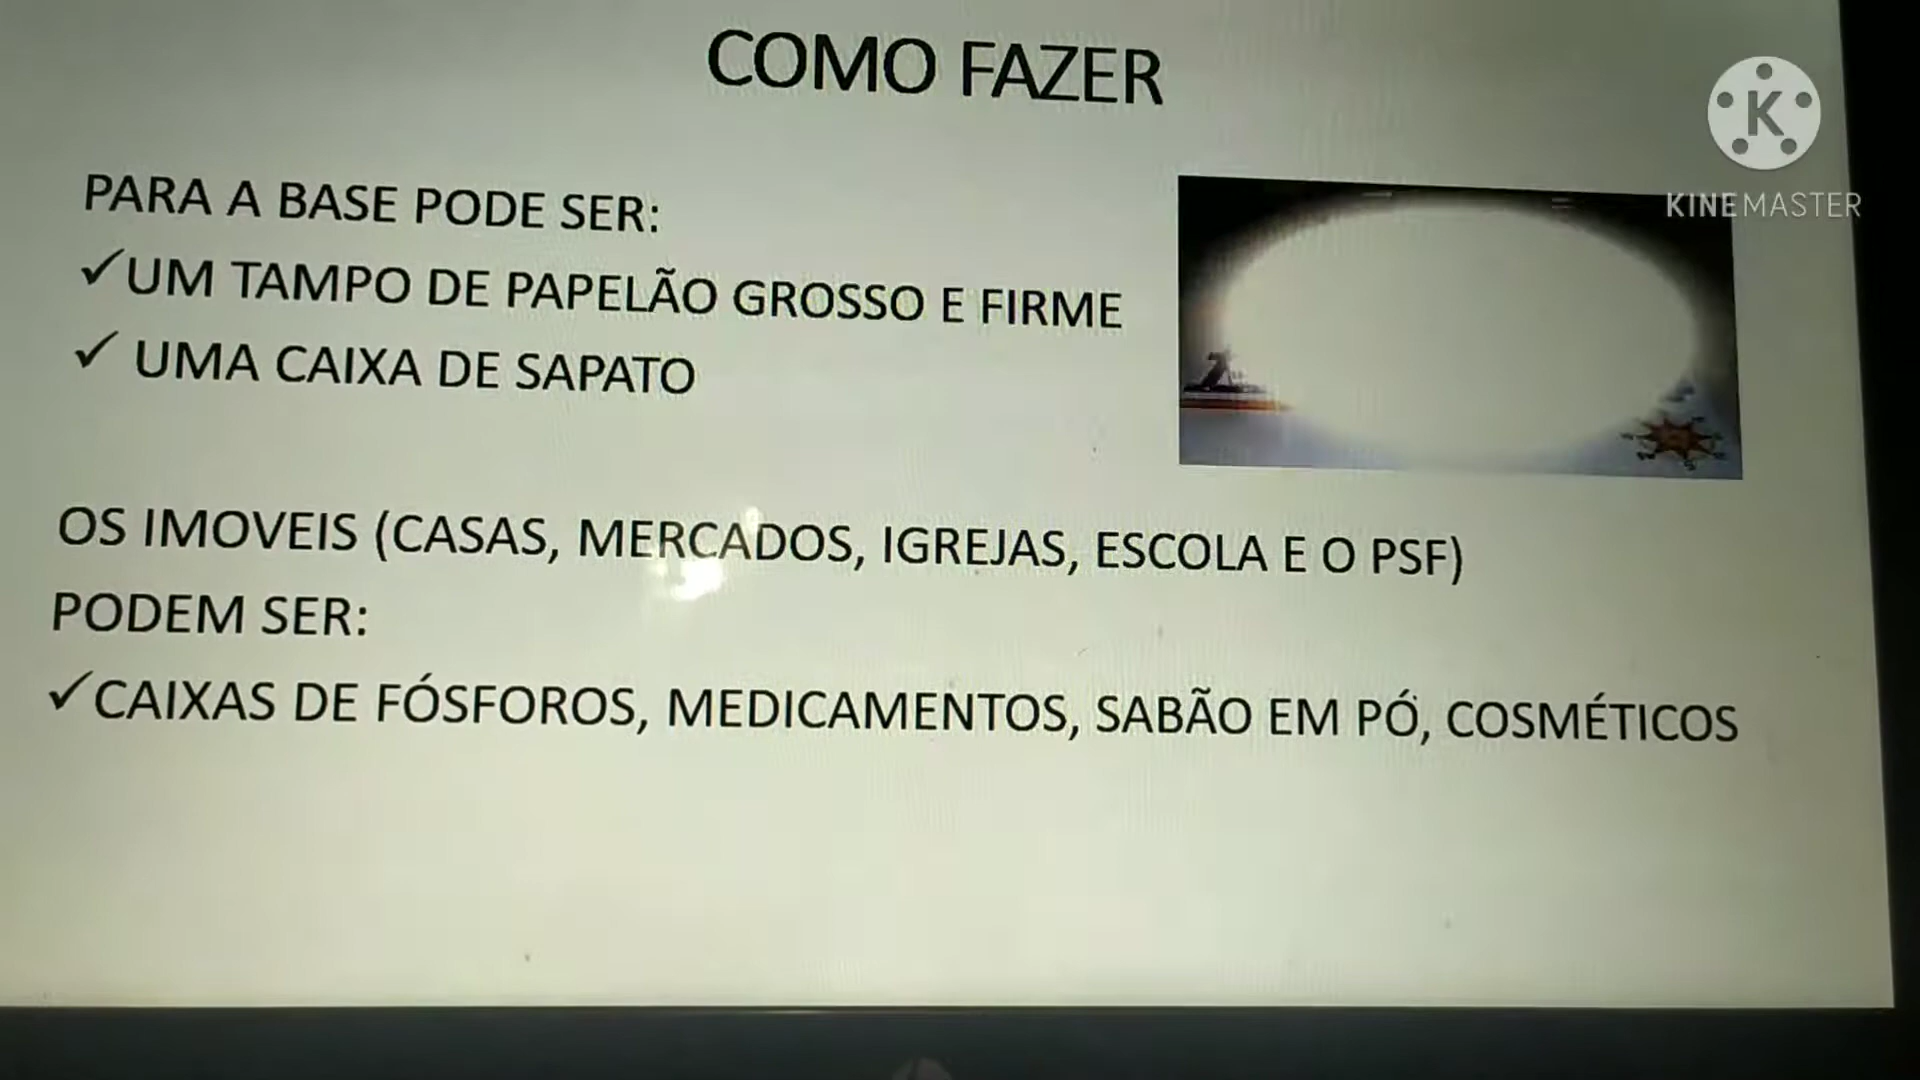 COMO FAZER
PARA A BASE PODE SER:
✓UM TAMPO DE PAPELÃO GROSSO E FIRME
✓ UMA CAIXA DE SAPATO
OS IMOVEIS (CASAS, MERCADOS, IGREJAS, ESCOLA E O PSF)
PODEM SER:
✓CAIXAS DE FÓSFOROS, MEDICAMENTOS, SABÃO EM PÓ, COSMÉTICOS
K
KINEMASTER